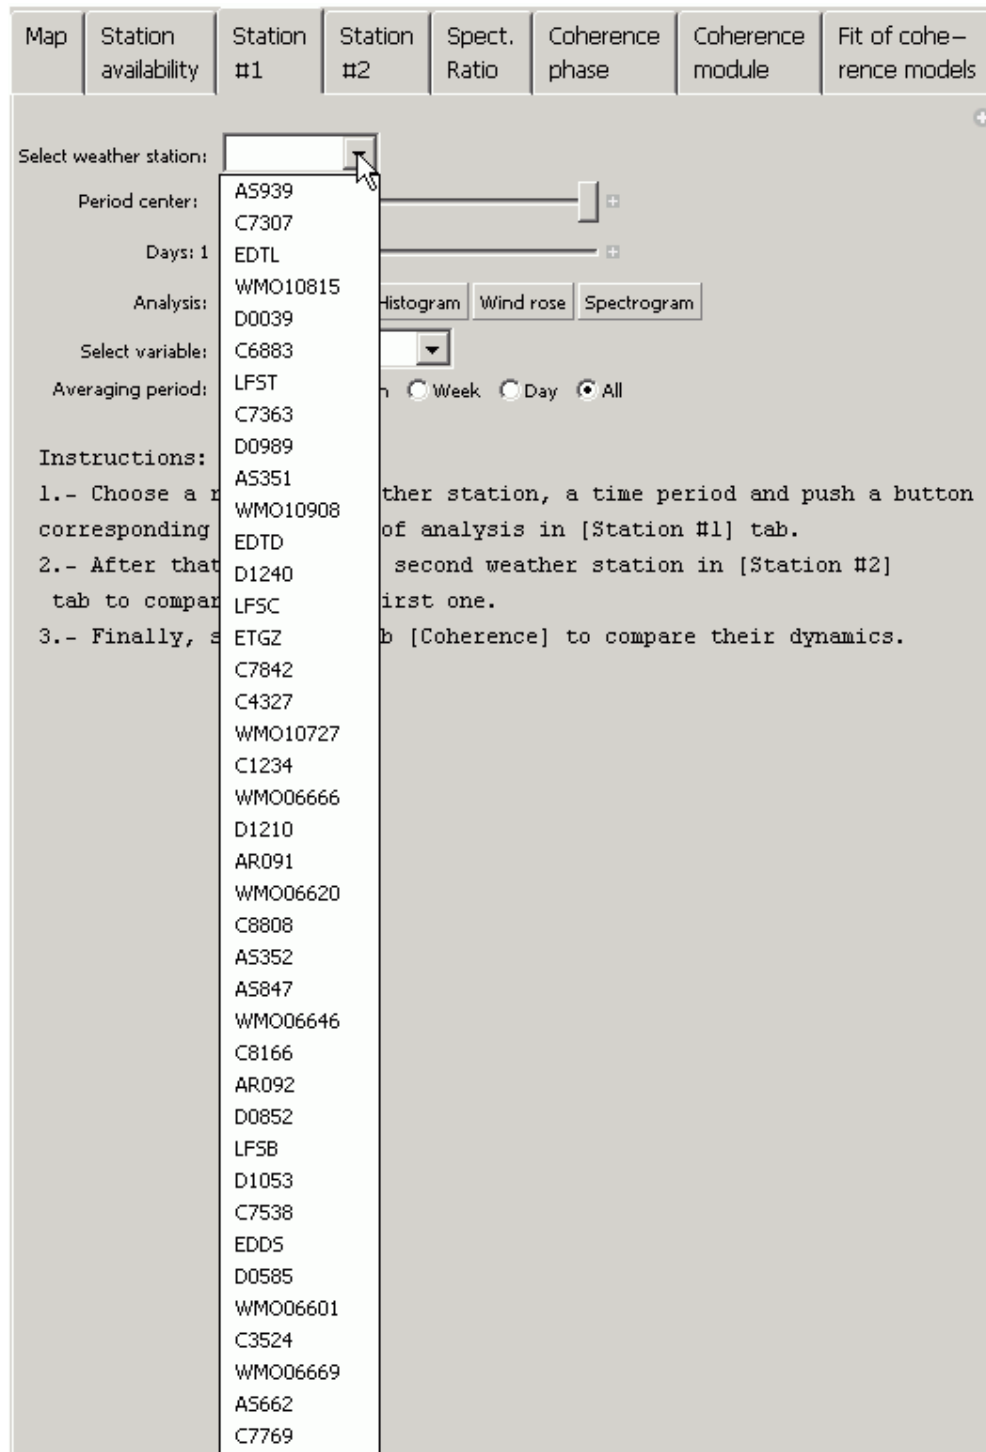 Map
Station
availability
Station
#1
Station
#2
Spect.
Ratio
Coherence
phase
Coherence
module
Fit of cohe-
rence models
Select weather station:
Period center:
Days: 1
Analysis:
Histogram Wind rose Spectrogram
Select variable:
Averaging period:
Week Day All
Instructions:
1.- Choose a ther station, a time period and push a button
corresponding of analysis in [Station #1] tab.
2.- After that second weather station in [Station #2]
tab to compar irst one.
3.- Finally, s b [Coherence] to compare their dynamics.
AS939
C7307
EDTL
WMO10815
D0039
C6883
LFST
C7363
D0989
AS351
WMO10908
EDTD
D1240
LFSC
ETGZ
C7842
C4327
WMO10727
C1234
WMO06666
D1210
AR091
WMO06620
C8808
AS352
AS847
WMO06646
C8166
AR092
D0852
LFSB
D1053
C7538
EDDS
D0585
WMO06601
C3524
WMO06669
AS662
C7769